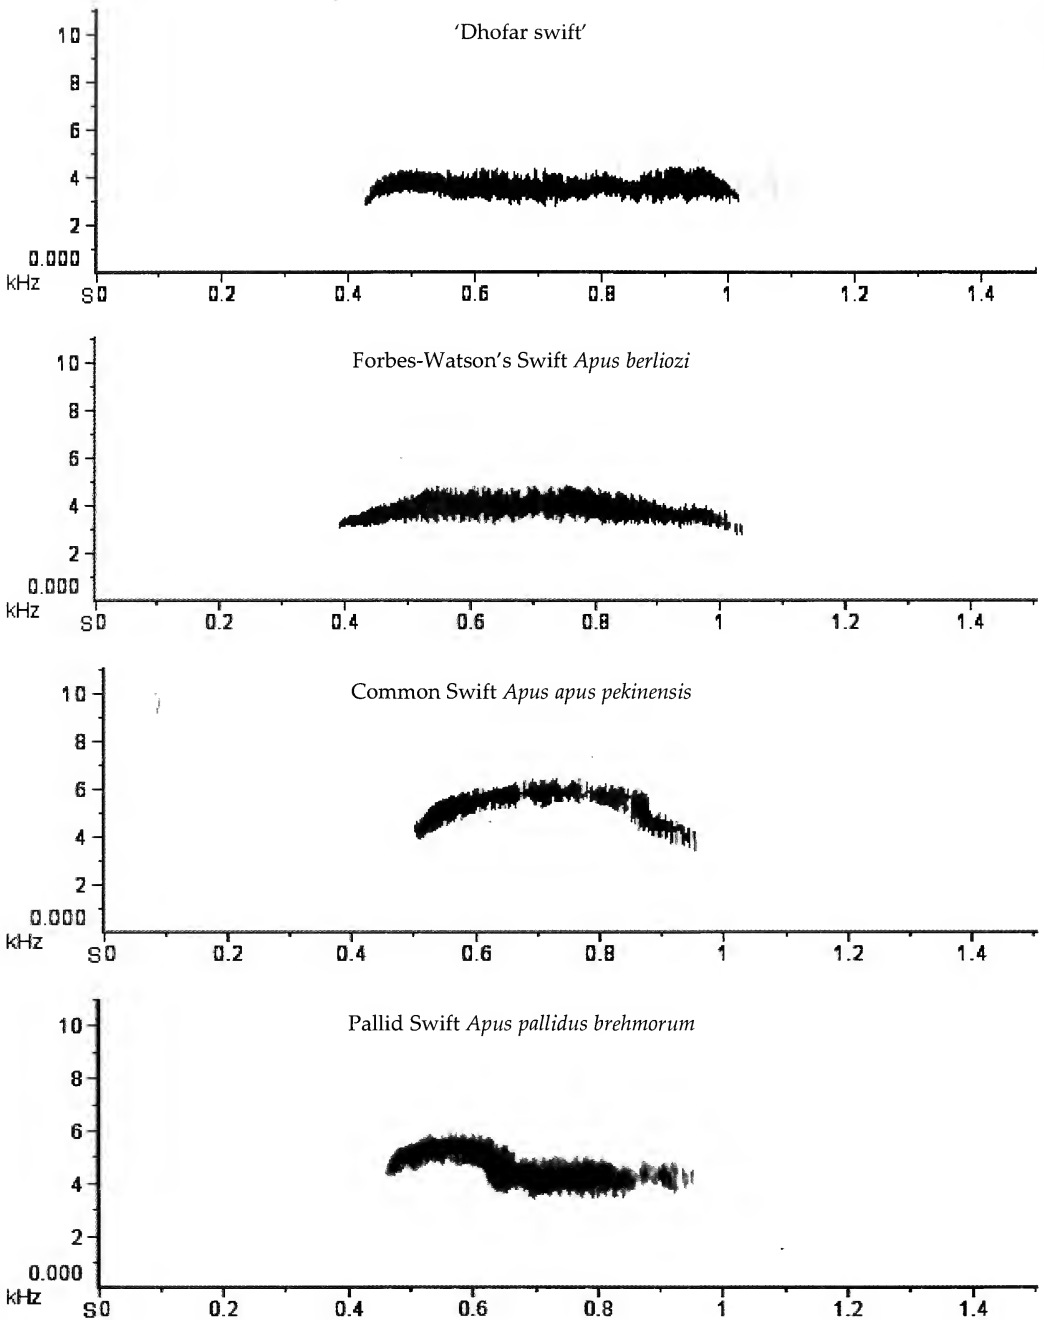 'Dhofar swift'
10
8
6
4
2
0.000
kHz
S0 0.2 0.4 0.6 0.8 1 1.2 1.4
Forbes-Watson's Swift Apus berliozi
10
8
6
4
2
0.000
kHz
S0 0.2 0.4 0.6 0.8 1 1.2 1.4
Common Swift Apus apus pekinensis
10
8
6
4
2
0.000
kHz
S0 0.2 0.4 0.6 0.8 1 1.2 1.4
Pallid Swift Apus pallidus brehmorum
10
8
6
4
2
0.000
kHz
S0 0.2 0.4 0.6 0.8 1 1.2 1.4